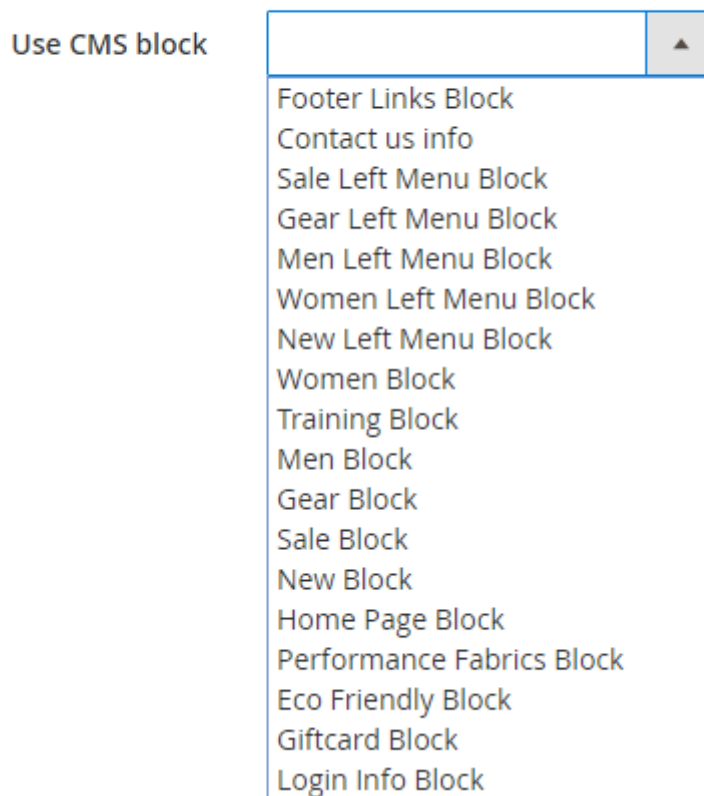 Use CMS block
Footer Links Block
Contact us info
Sale Left Menu Block
Gear Left Menu Block
Men Left Menu Block
Women Left Menu Block
New Left Menu Block
Women Block
Training Block
Men Block
Gear Block
Sale Block
New Block
Home Page Block
Performance Fabrics Block
Eco Friendly Block
Giftcard Block
Login Info Block